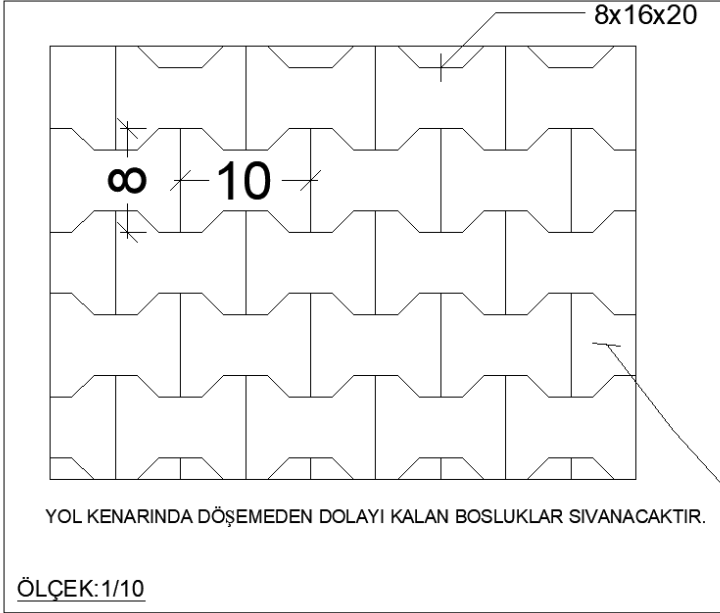 8x16x20
8
10
YOL KENARINDA DÖŞEMEDEN DOLAYI KALAN BOSLUKLAR SIVANACAKTIR.
ÖLÇEK:1/10